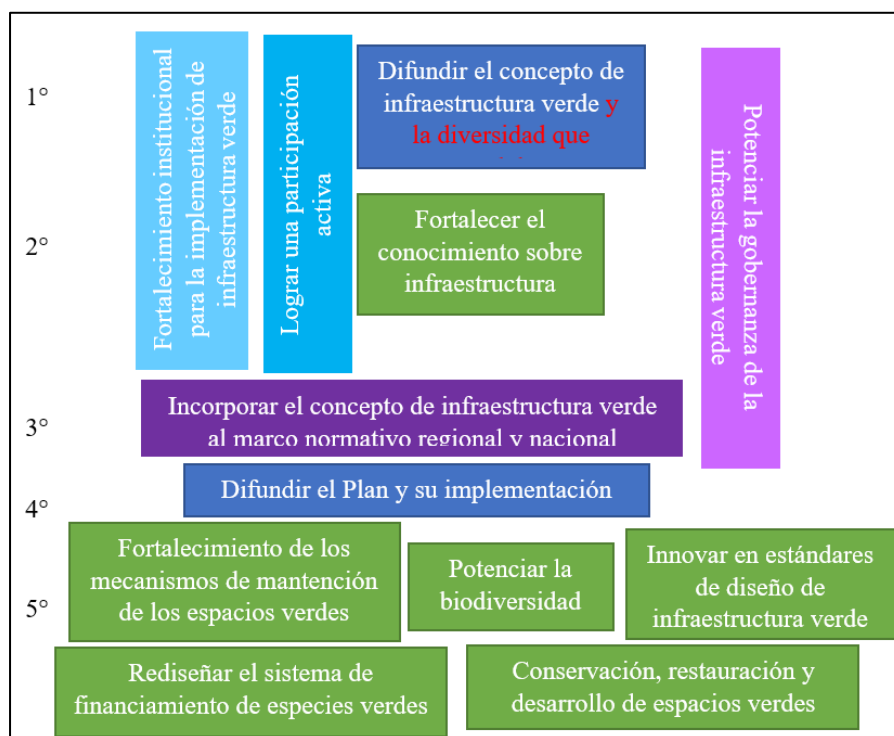 1°
Fortalecimiento institucional
para la implementación de
infraestructura verde
Lograr una participación
activa
Difundir el concepto de
infraestructura verde y
la diversidad que
Potenciar la gobernanza de la
infraestructura verde
2°
Fortalecer el
conocimiento sobre
infraestructura
3°
Incorporar el concepto de infraestructura verde
al marco normativo regional y nacional
4°
Difundir el Plan y su implementación
5°
Fortalecimiento de los
mecanismos de mantención
de los espacios verdes
Potenciar la
biodiversidad
Innovar en estándares
de diseño de
infraestructura verde
Rediseñar el sistema de
financiamiento de especies verdes
Conservación, restauración y
desarrollo de espacios verdes